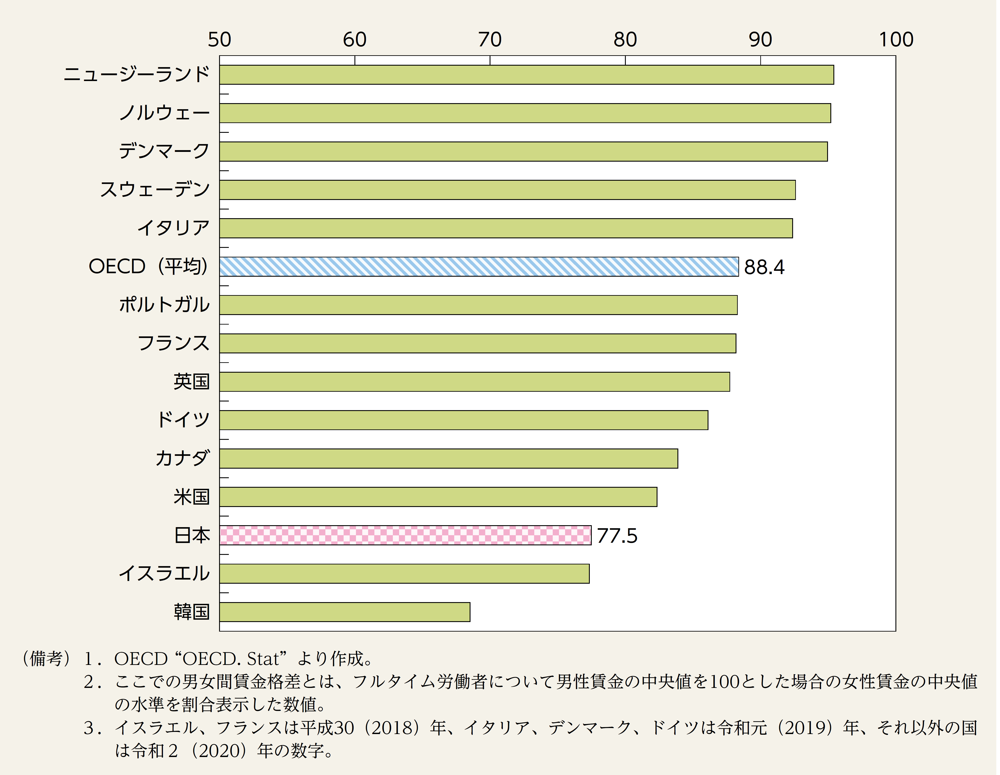 50 60 70 80 90 100
ニュージーランド
ノルウェー
デンマーク
スウェーデン
イタリア
OECD（平均） 88.4
ポルトガル
フランス
英国
ドイツ
カナダ
米国
日本 77.5
イスラエル
韓国
（備考）１．OECD “OECD. Stat” より作成。
２．ここでの男女間賃金格差とは、フルタイム労働者について男性賃金の中央値を100とした場合の女性賃金の中央値
の水準を割合表示した数値。
３．イスラエル、フランスは平成30（2018）年、イタリア、デンマーク、ドイツは令和元（2019）年、それ以外の国
は令和２（2020）年の数字。